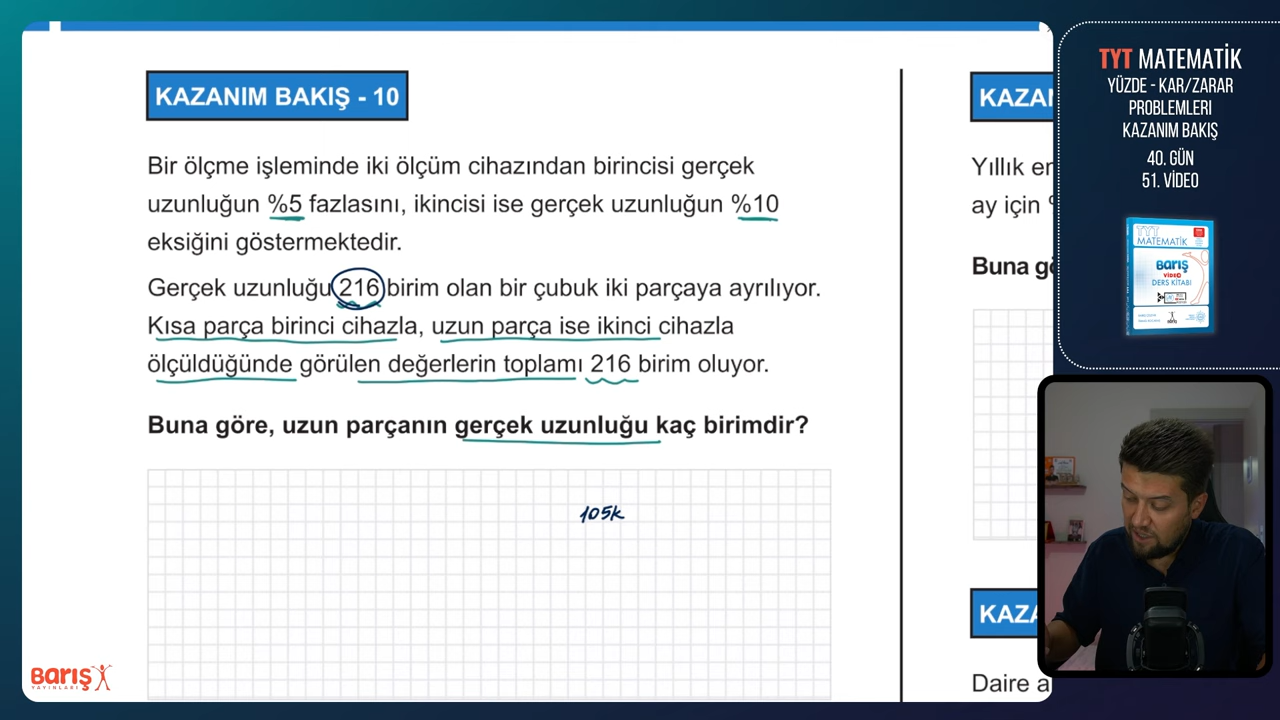 KAZANIM BAKIŞ - 10
Bir ölçme işleminde iki ölçüm cihazından birincisi gerçek
uzunluğun %5 fazlasını, ikincisi ise gerçek uzunluğun %10
eksiğini göstermektedir.
Gerçek uzunluğu 216 birim olan bir çubuk iki parçaya ayrılıyor.
Kısa parça birinci cihazla, uzun parça ise ikinci cihazla
ölçüldüğünde görülen değerlerin toplamı 216 birim oluyor.
Buna göre, uzun parçanın gerçek uzunluğu kaç birimdir?
105k
BARIŞ
YAYINLARI
Yıllık
ay için
Buna
Daire
TYT MATEMATİK
YÜZDE - KAR/ZARAR
PROBLEMLERI
KAZANIM BAKIŞ
40. GÜN
51. VİDEO
TYT
MATEMATİK
BARIŞ
VİDEO
DERS KİTABI